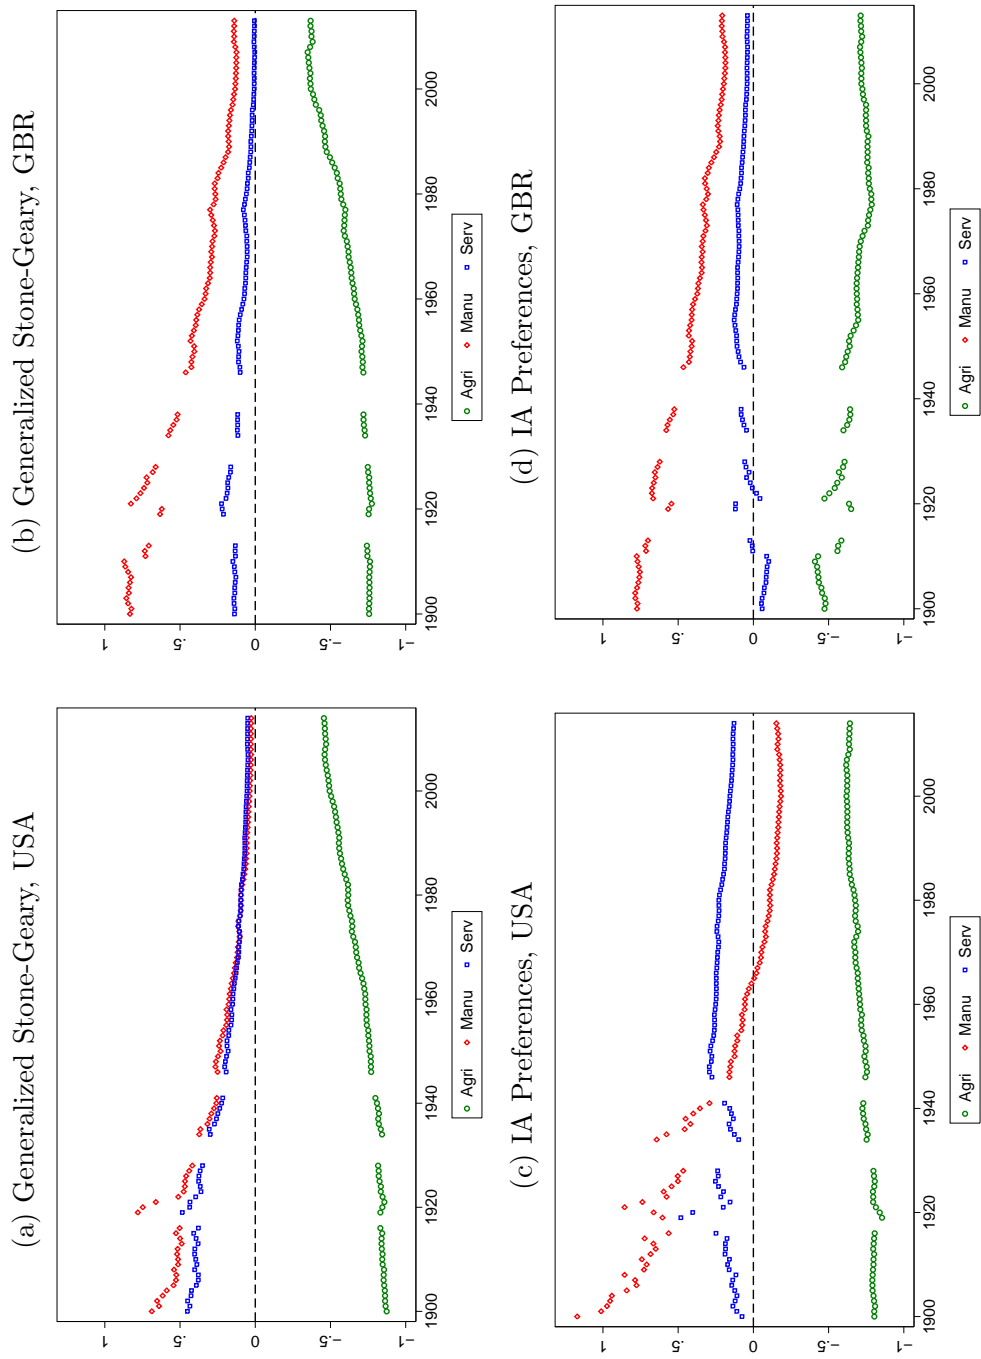 (a) Generalized Stone-Geary, USA
1
.5
0
-.5
-1
1900 1920 1940 1960 1980 2000
Agri Manu Serv
(b) Generalized Stone-Geary, GBR
1
.5
0
-.5
-1
1900 1920 1940 1960 1980 2000
Agri Manu Serv
(c) IA Preferences, USA
1
.5
0
-.5
-1
1900 1920 1940 1960 1980 2000
Agri Manu Serv
(d) IA Preferences, GBR
1
.5
0
-.5
-1
1900 1920 1940 1960 1980 2000
Agri Manu Serv